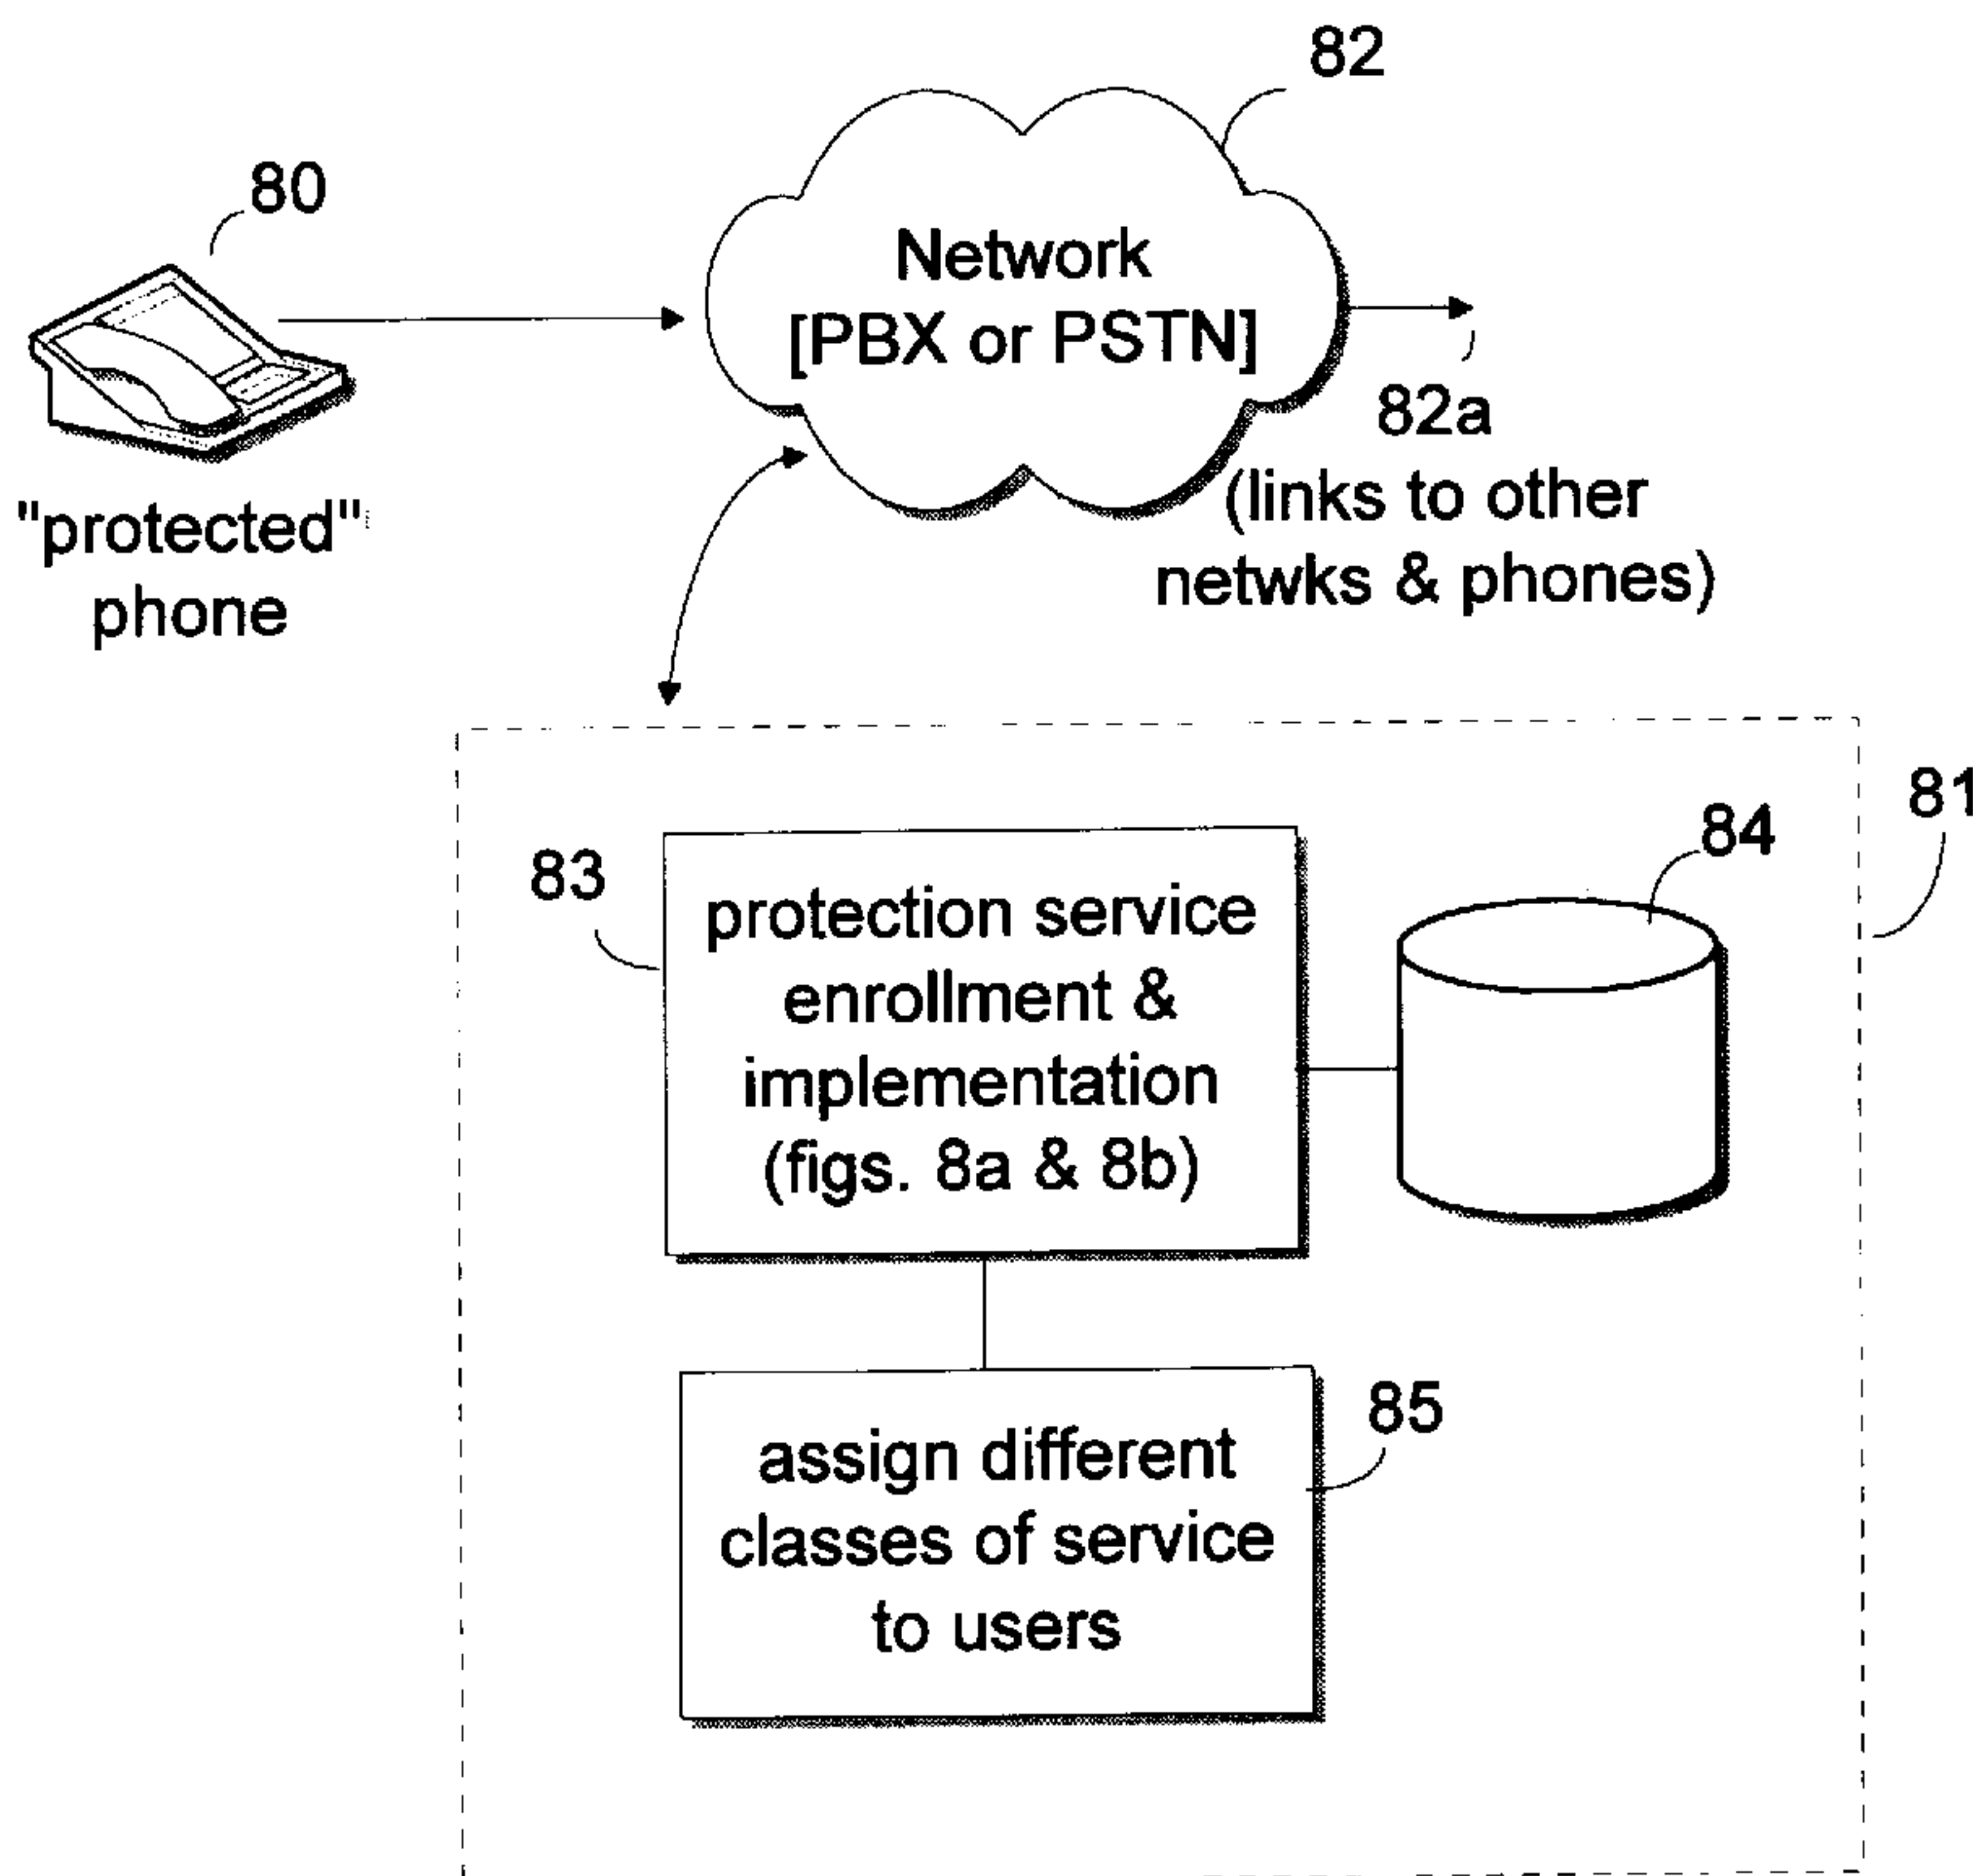 82
80
Network
[PBX or PSTN]
82a
(links to other
netwks & phones)
"protected"
phone
81
84
83
protection service
enrollment &
implementation
(figs. 8a & 8b)
85
assign different
classes of service
to users